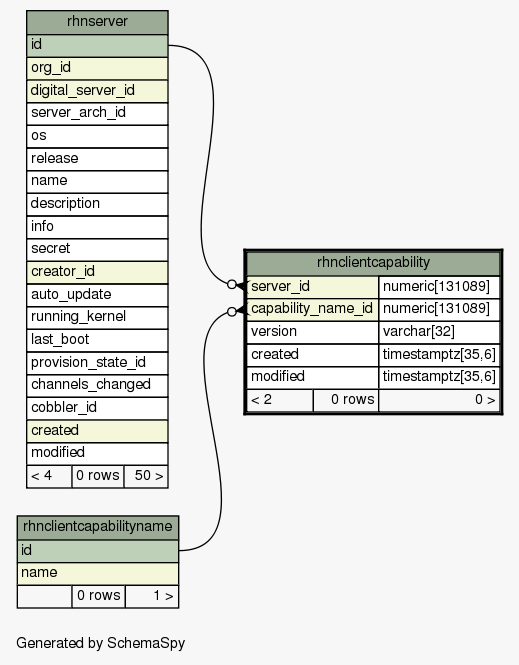 rhnserver
id
org_id
digital_server_id
server_arch_id
os
release
name
description
info
secret
creator_id
auto_update
running_kernel
last_boot
provision_state_id
channels_changed
cobbler_id
created
modified
< 4 0 rows 50 >
rhnclientcapability
server_id numeric[131089]
capability_name_id numeric[131089]
version varchar[32]
created timestamptz[35,6]
modified timestamptz[35,6]
< 2 0 rows 0 >
rhnclientcapabilityname
id
name
0 rows 1 >
Generated by SchemaSpy